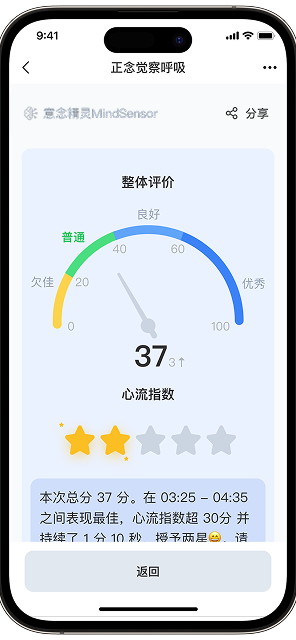 9:41
正念觉察呼吸
意念精灵MindSensor
分享
整体评价
良好
普通
40
60
欠佳
20
优秀
0
100
37
3↑
心流指数
本次总分 37 分。在 03:25 – 04:35
之间表现最佳，心流指数超 30分 并
持续了 1 分 10 秒，授予两星😀。请
返回